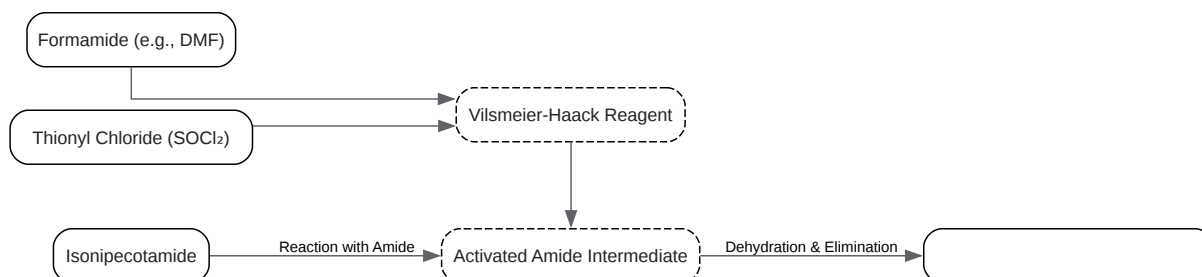 Formamide (e.g., DMF)
Vilsmeier-Haack Reagent
Thionyl Chloride (SOCl₂)
Isonipecotamide
Reaction with Amide
Activated Amide Intermediate
Dehydration & Elimination